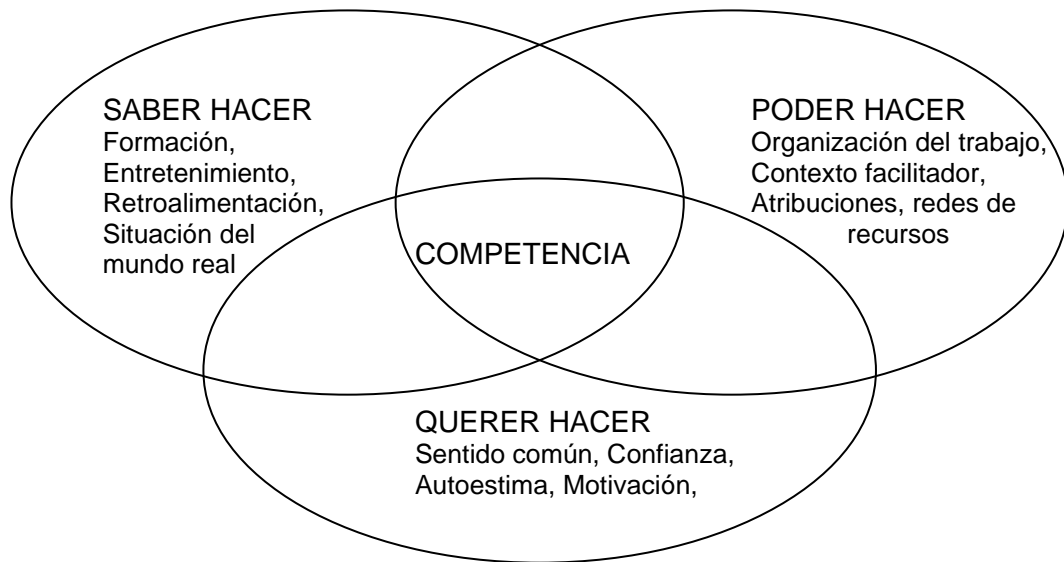 SABER HACER
Formación,
Entretenimiento,
Retroalimentación,
Situación del
mundo real
PODER HACER
Organización del trabajo,
Contexto facilitador,
Atribuciones, redes de
recursos
COMPETENCIA
QUERER HACER
Sentido común, Confianza,
Autoestima, Motivación,